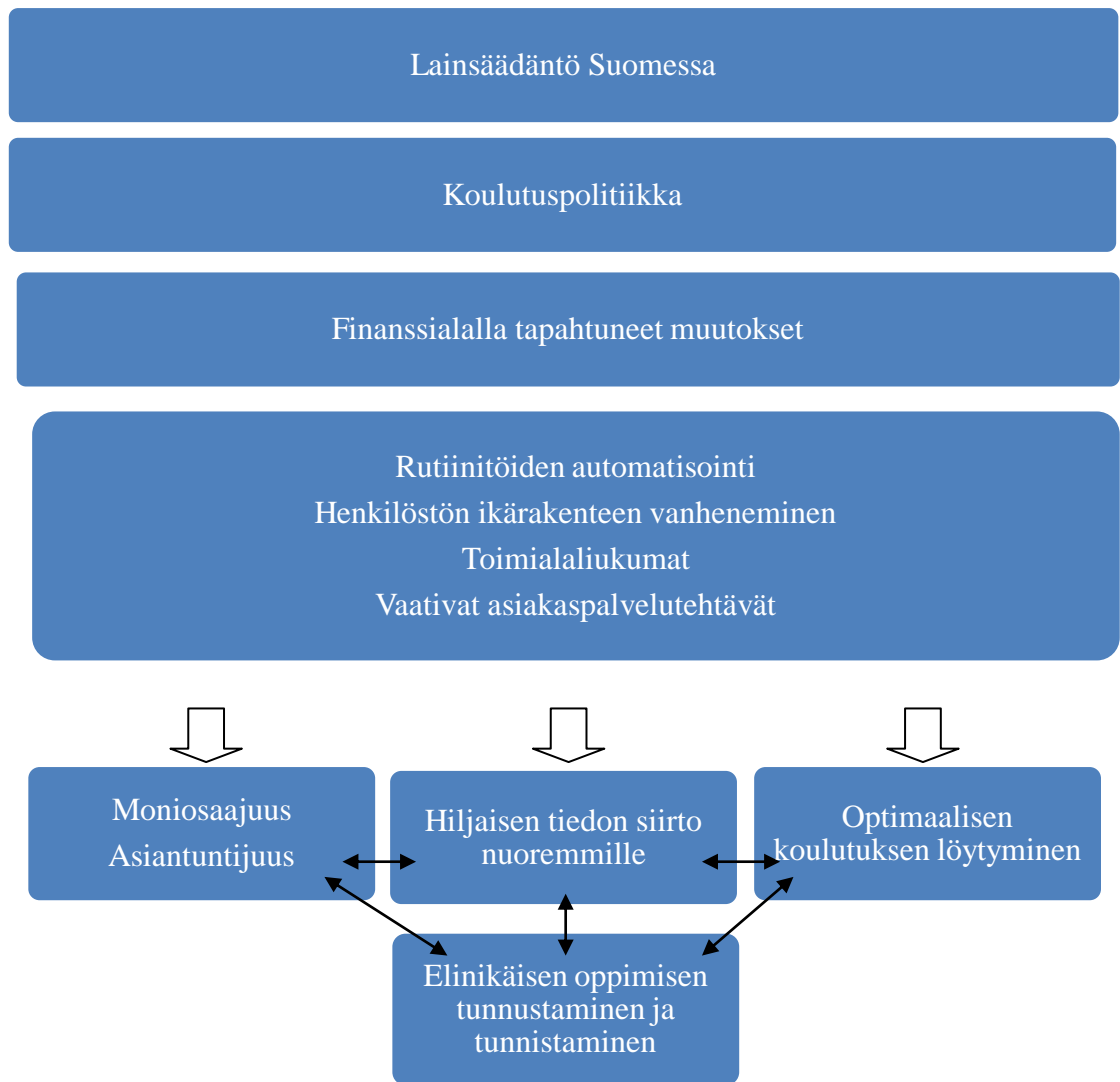 Lainsäädäntö Suomessa
Koulutuspolitiikka
Finanssialalla tapahtuneet muutokset
Rutiinitöiden automatisointi
Henkilöstön ikärakenteen vanheneminen
Toimialaliukumat
Vaativat asiakaspalvelutehtävät
Moniosaajuus
Asiantuntijuus
Hiljaisen tiedon siirto
nuoremmille
Optimaalisen
koulutuksen löytyminen
Elinikäisen oppimisen
tunnustaminen ja
tunnistaminen